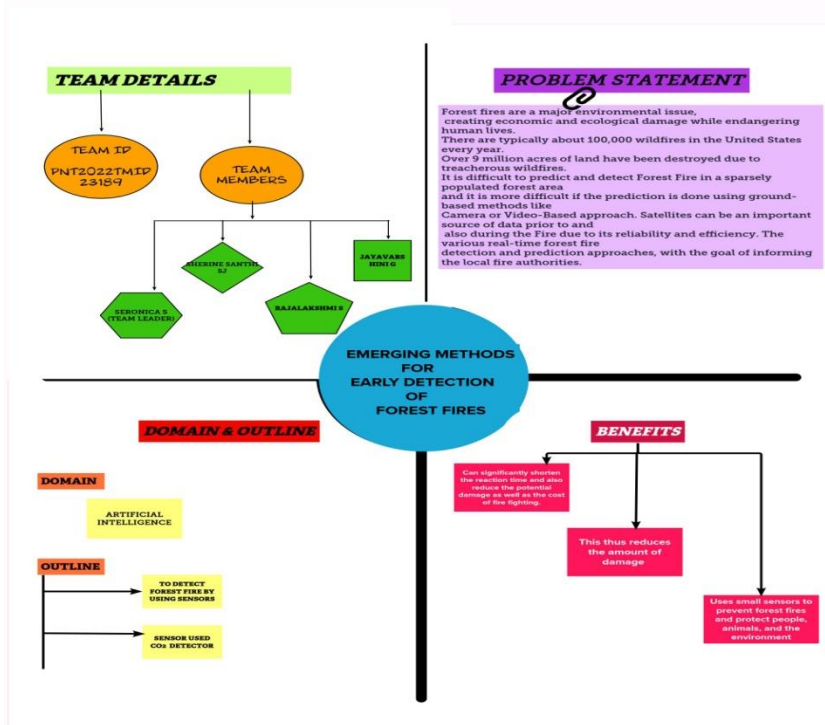 TEAM DETAILS
TEAM ID
PNT2022TMID
23189
TEAM
MEMBERS
SHERINE SANTHI
SJ
JAYAVARS
HINI G
SERONICA S
(TEAM LEADER)
RAJALAKSHMI S
PROBLEM STATEMENT
Forest fires are a major environmental issue,
creating economic and ecological damage while endangering
human lives.
There are typically about 100,000 wildfires in the United States
every year.
Over 9 million acres of land have been destroyed due to
treacherous wildfires.
It is difficult to predict and detect Forest Fire in a sparsely
populated forest area
and it is more difficult if the prediction is done using ground-
based methods like
Camera or Video-Based approach. Satellites can be an important
source of data prior to and
also during the Fire due to its reliability and efficiency. The
various real-time forest fire
detection and prediction approaches, with the goal of informing
the local fire authorities.
EMERGING METHODS
FOR
EARLY DETECTION
OF
FOREST FIRES
DOMAIN & OUTLINE
DOMAIN
ARTIFICIAL
INTELLIGENCE
OUTLINE
TO DETECT
FOREST FIRE BY
USING SENSORS
SENSOR USED
CO2 DETECTOR
BENEFITS
Can significantly shorten
the reaction time and also
reduce the potential
damage as well as the cost
of fire fighting.
This thus reduces
the amount of
damage
Uses small sensors to
prevent forest fires
and protect people,
animals, and the
environment